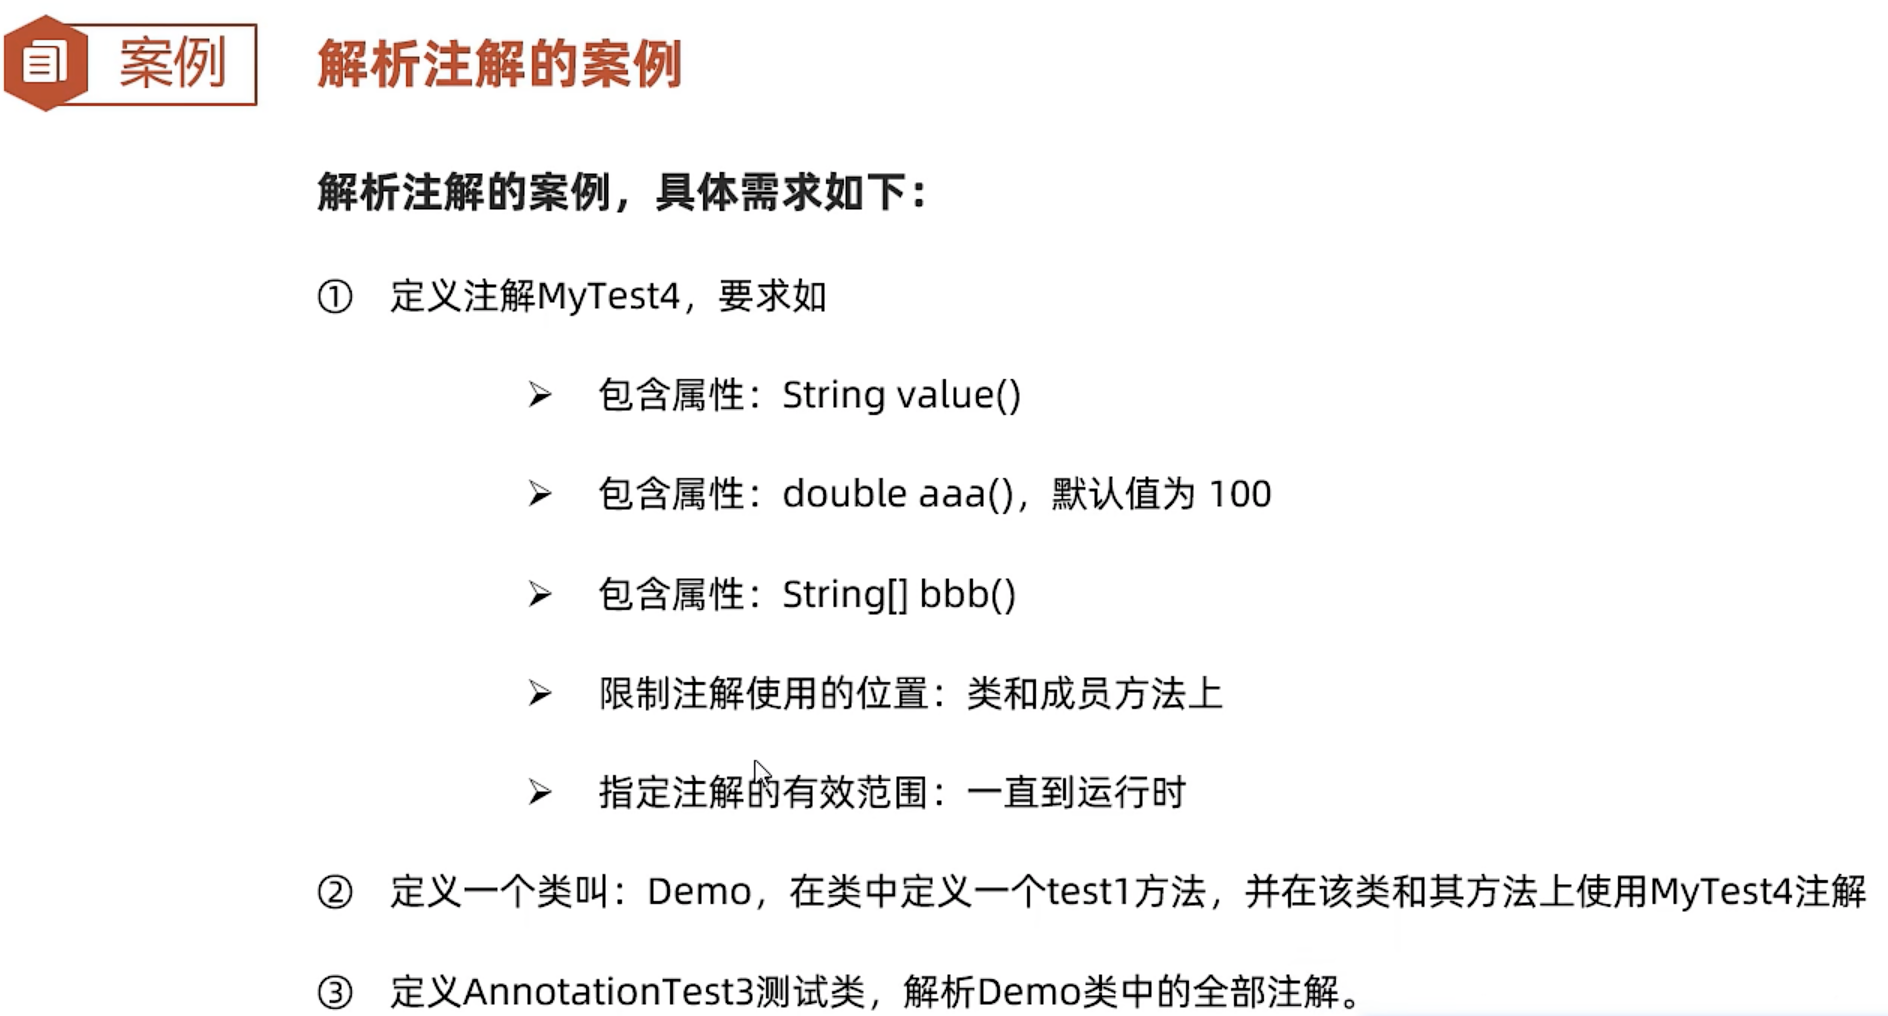 案例
解析注解的案例
解析注解的案例，具体需求如下：
① 定义注解MyTest4，要求如
➢ 包含属性：String value()
➢ 包含属性：double aaa()，默认值为 100
➢ 包含属性：String[] bbb()
➢ 限制注解使用的位置：类和成员方法上
➢ 指定注解的有效范围：一直到运行时
② 定义一个类叫：Demo，在类中定义一个test1方法，并在该类和其方法上使用MyTest4注解
③ 定义AnnotationTest3测试类，解析Demo类中的全部注解。